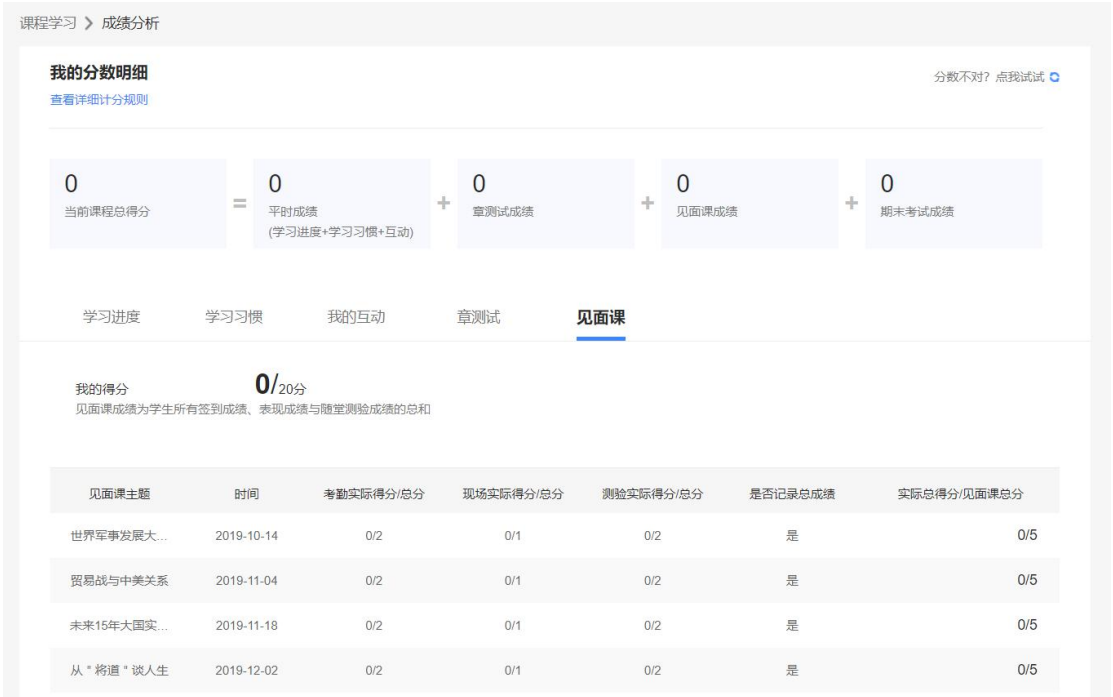 课程学习 > 成绩分析
我的分数明细
分数不对？点我试试
查看详细计分规则
0 = 0 + 0 + 0 + 0
当前课程总得分 平时成绩 章测试成绩 见面课成绩 期末考试成绩
(学习进度+学习习惯+互动)
学习进度 学习习惯 我的互动 章测试 见面课
我的得分 0/20分
见面课成绩为学生所有签到成绩、表现成绩与随堂测验成绩的总和
见面课主题 时间 考勤实际得分/总分 现场实际得分/总分 测验实际得分/总分 是否记录总成绩 实际总得分/见面课总分
世界军事发展大... 2019-10-14 0/2 0/1 0/2 是 0/5
贸易战与中美关系 2019-11-04 0/2 0/1 0/2 是 0/5
未来15年大国实... 2019-11-18 0/2 0/1 0/2 是 0/5
从＂将道＂谈人生 2019-12-02 0/2 0/1 0/2 是 0/5